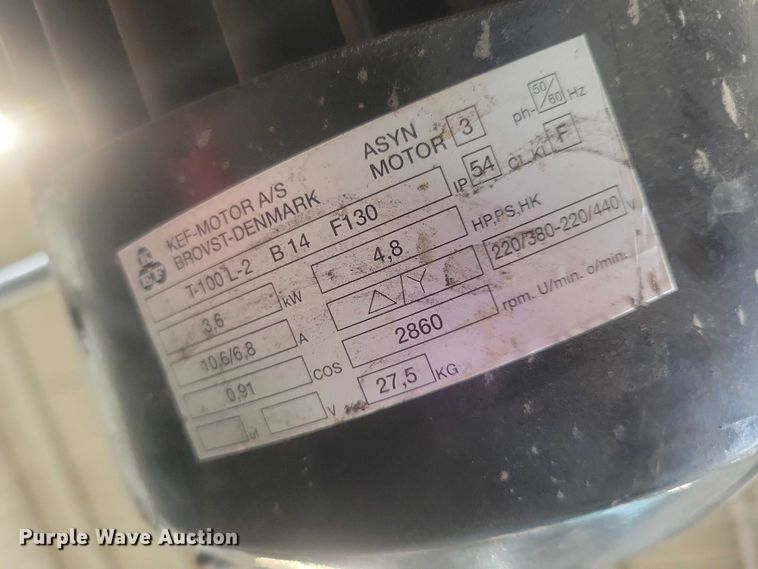 KEF-MOTOR A/S
BROVST-DENMARK
ASYN
MOTOR 3 ph- 50/60 Hz
T-100 L-2 B 14 F130 IP 54 CL.KL F
3,6 kW 4,8 HP,PS,HK
10,6/6,8 A △/Y 220/380-220/440 V
0,91 COS 2860 rpm. U/min. o/min.
uf V 27,5 KG
Purple Wave Auction